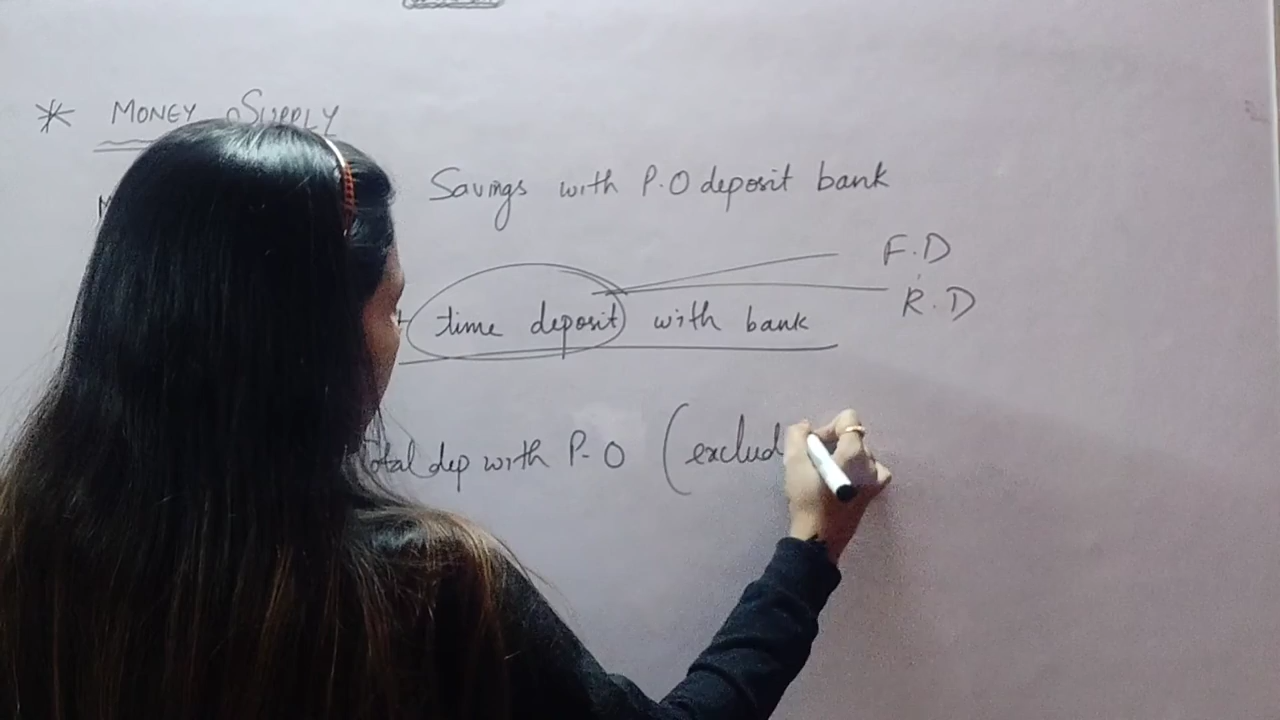 * MONEY SUPPLY
M
Savings with P.O deposit bank
F.D
R.D
+ time deposit with bank
Total dep with P-O (exclud